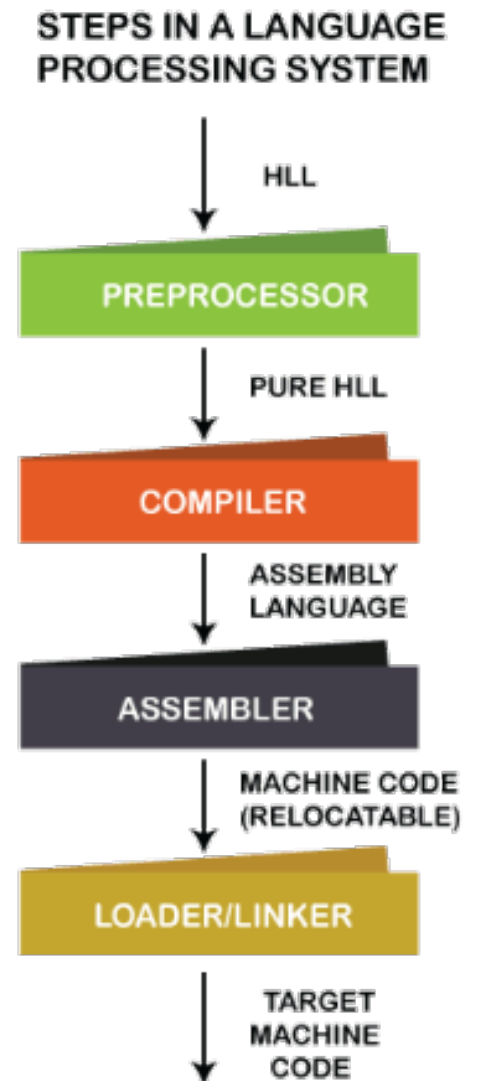 STEPS IN A LANGUAGE
PROCESSING SYSTEM
HLL
PREPROCESSOR
PURE HLL
COMPILER
ASSEMBLY
LANGUAGE
ASSEMBLER
MACHINE CODE
(RELOCATABLE)
LOADER/LINKER
TARGET
MACHINE
CODE